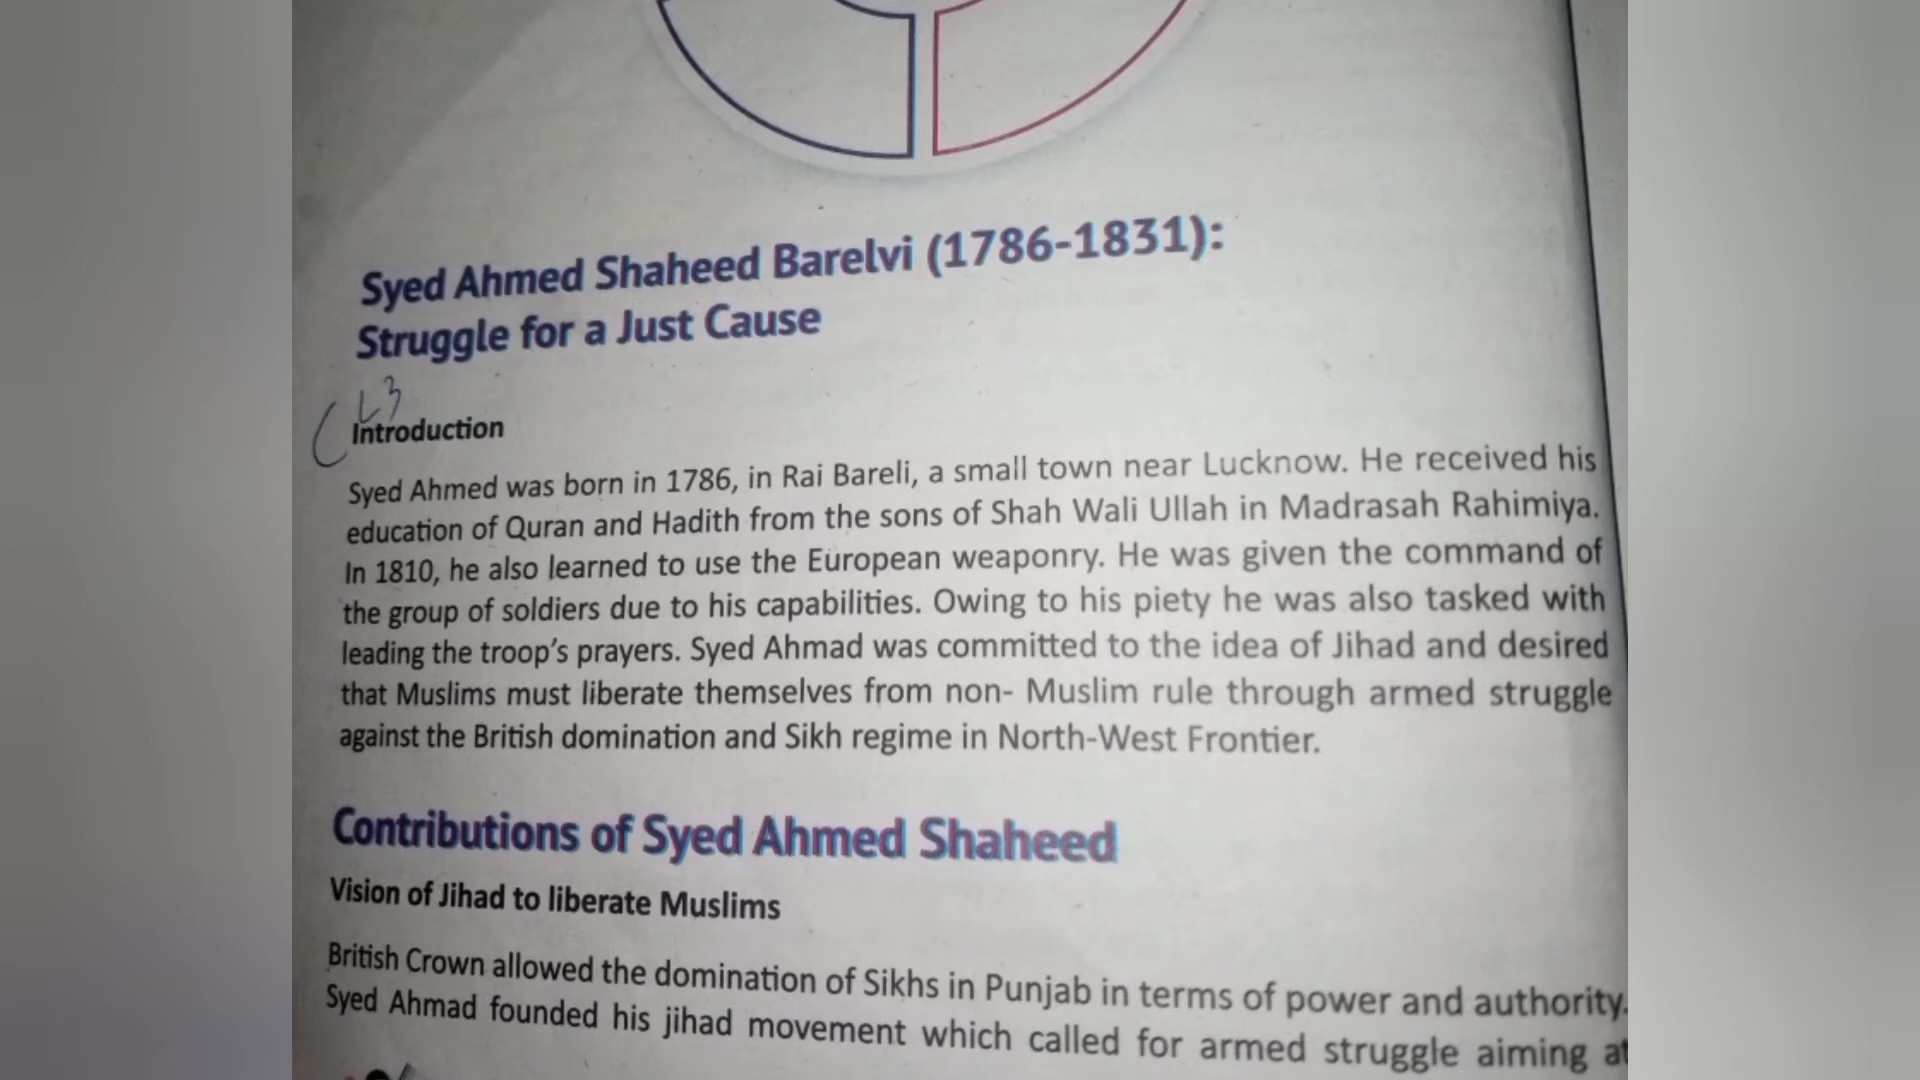 Syed Ahmed Shaheed Barelvi (1786-1831):
Struggle for a Just Cause
L3
Introduction
Syed Ahmed was born in 1786, in Rai Bareli, a small town near Lucknow. He received his
education of Quran and Hadith from the sons of Shah Wali Ullah in Madrasah Rahimiya.
In 1810, he also learned to use the European weaponry. He was given the command of
the group of soldiers due to his capabilities. Owing to his piety he was also tasked with
leading the troop's prayers. Syed Ahmad was committed to the idea of Jihad and desired
that Muslims must liberate themselves from non- Muslim rule through armed struggle
against the British domination and Sikh regime in North-West Frontier.
Contributions of Syed Ahmed Shaheed
Vision of Jihad to liberate Muslims
British Crown allowed the domination of Sikhs in Punjab in terms of power and authority.
Syed Ahmad founded his jihad movement which called for armed struggle aiming at